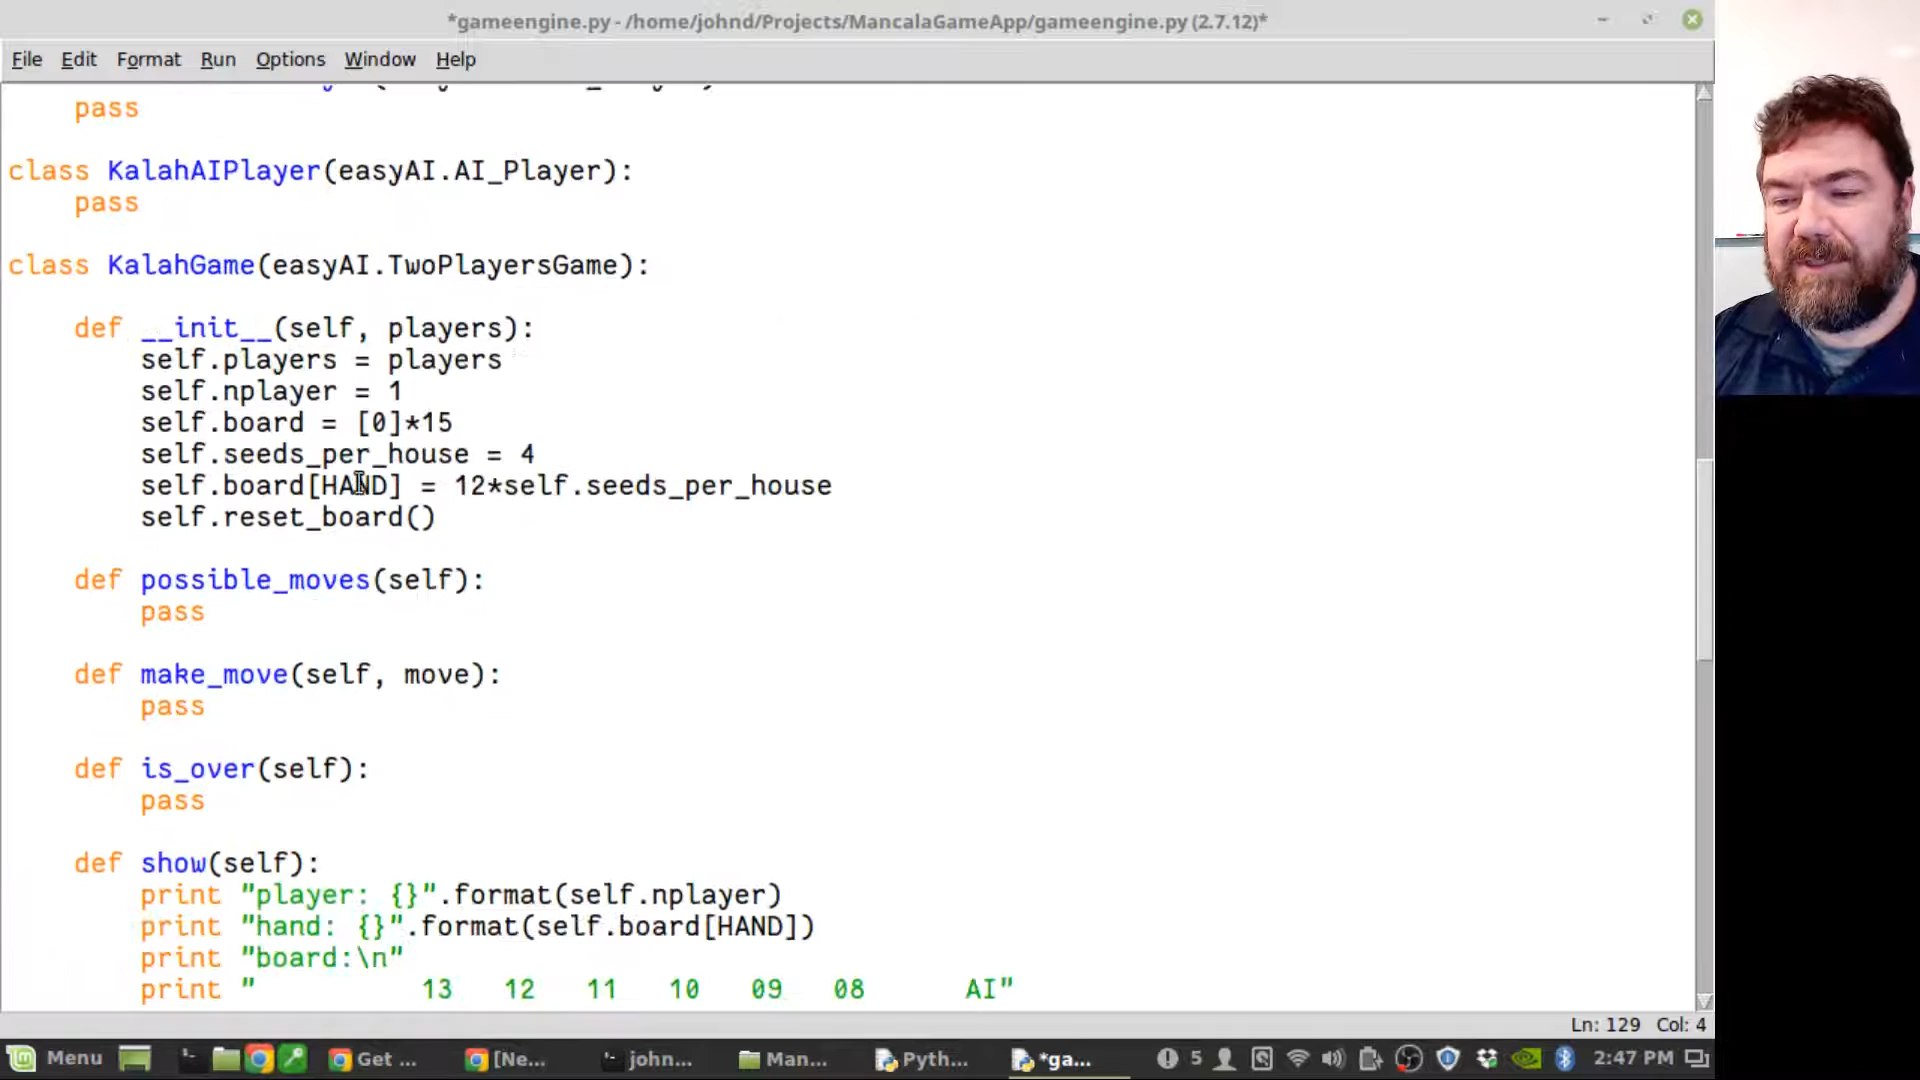 *gameengine.py - /home/johnd/Projects/MancalaGameApp/gameengine.py (2.7.12)*
File Edit Format Run Options Window Help
pass
class KalahAIPlayer(easyAI.AI_Player):
pass
class KalahGame(easyAI.TwoPlayersGame):
def __init__(self, players):
self.players = players
self.nplayer = 1
self.board = [0]*15
self.seeds_per_house = 4
self.board[HAND] = 12*self.seeds_per_house
self.reset_board()
def possible_moves(self):
pass
def make_move(self, move):
pass
def is_over(self):
pass
def show(self):
print "player: {}".format(self.nplayer)
print "hand: {}".format(self.board[HAND])
print "board:\n"
print "          13   12   11   10   09   08      AI"
Ln: 129 Col: 4
Menu Get ... [Ne... john... Man... Pyth... *ga... 5 2:47 PM